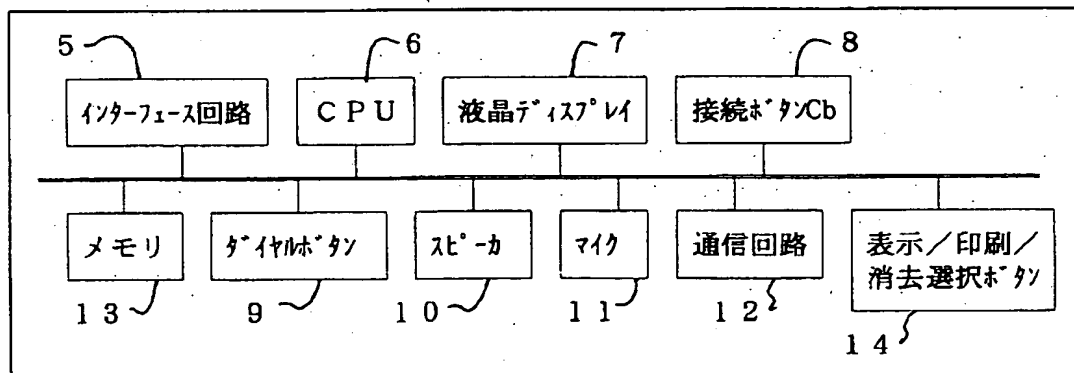 5
6
7
8
インターフェース回路
CPU
液晶ディスプレイ
接続ボタンCb
メモリ
ダイヤルボタン
スピーカ
マイク
通信回路
表示/印刷/
消去選択ボタン
13
9
10
11
12
14